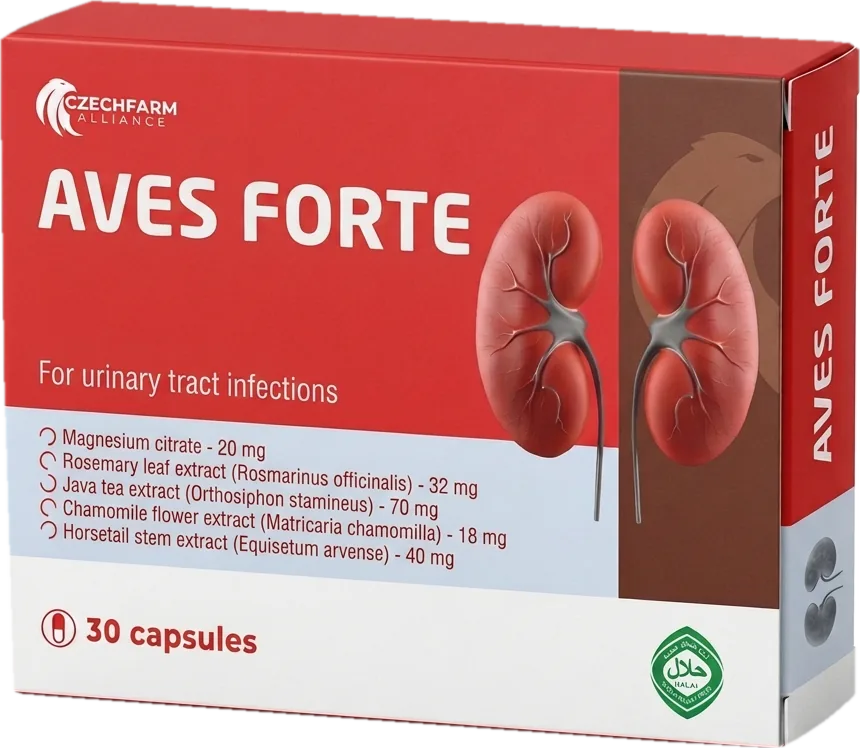 CZECHFARM
ALLIANCE
AVES FORTE
For urinary tract infections
Magnesium citrate - 20 mg
Rosemary leaf extract (Rosmarinus officinalis) - 32 mg
Java tea extract (Orthosiphon stamineus) - 70 mg
Chamomile flower extract (Matricaria chamomilla) - 18 mg
Horsetail stem extract (Equisetum arvense) - 40 mg
30 capsules
حلال
HALAL
AVES FORTE